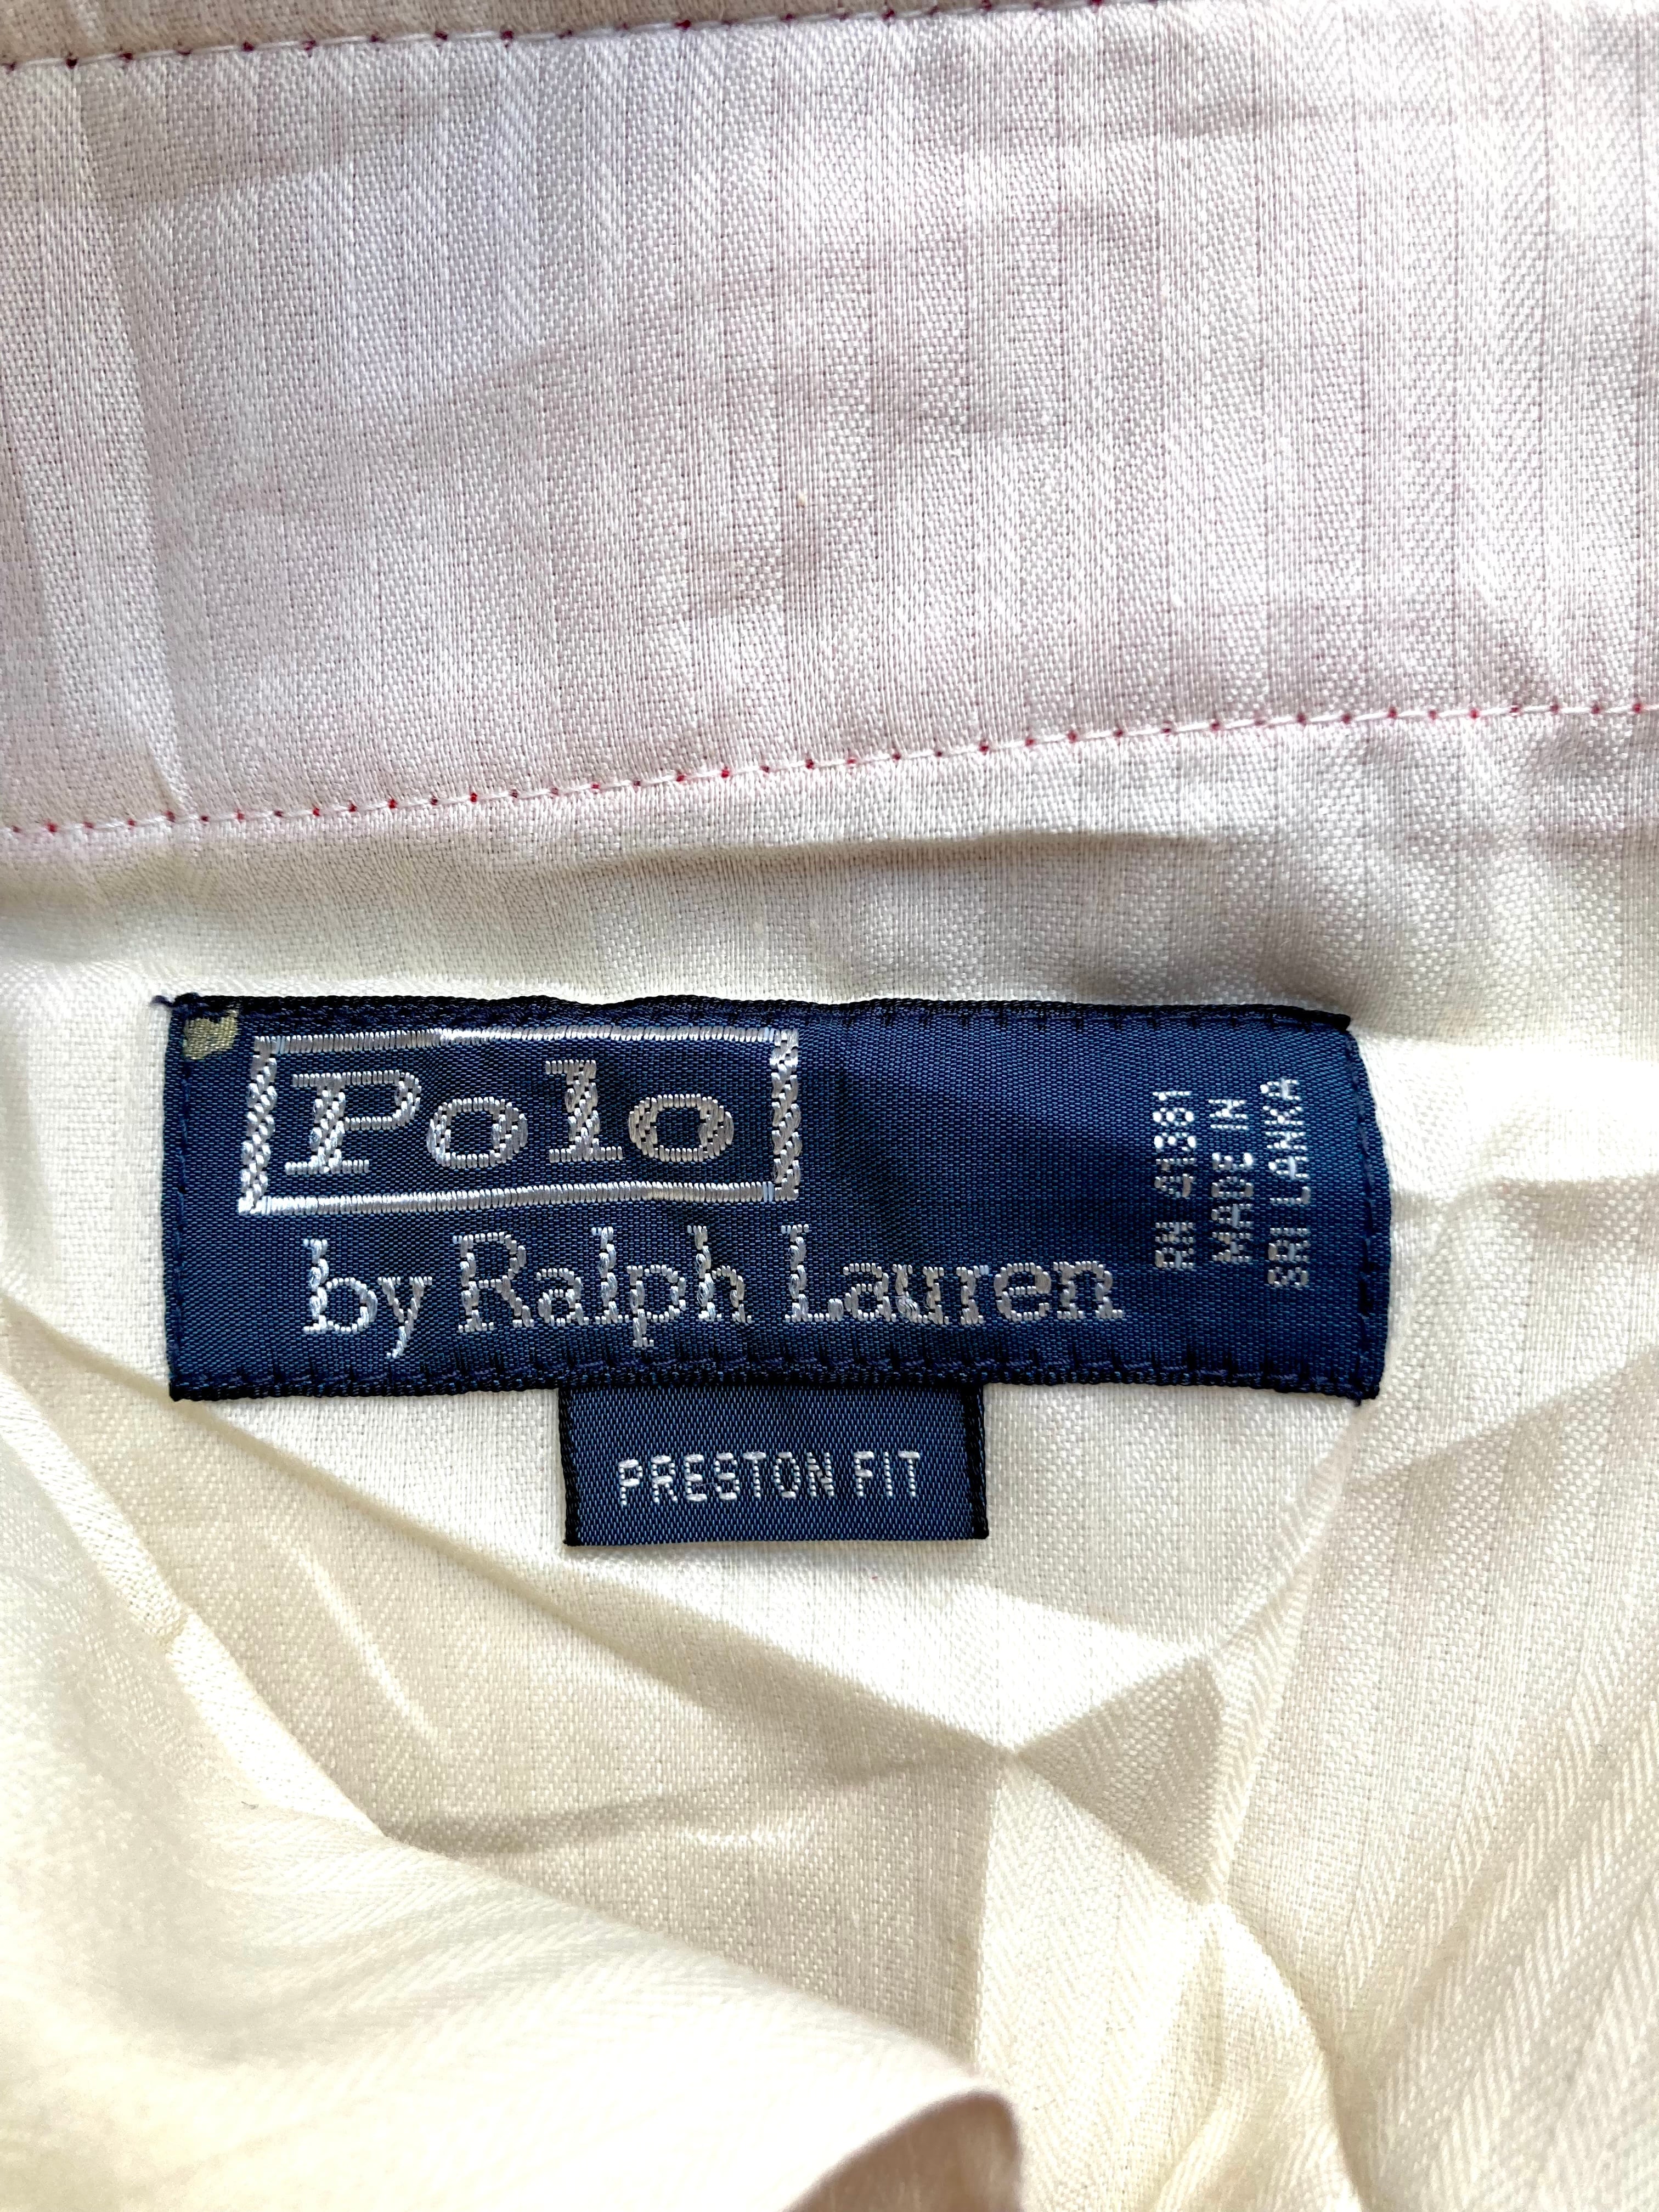 Polo
by Ralph Lauren
RN 41381
MADE IN
SRI LANKA
PRESTON FIT